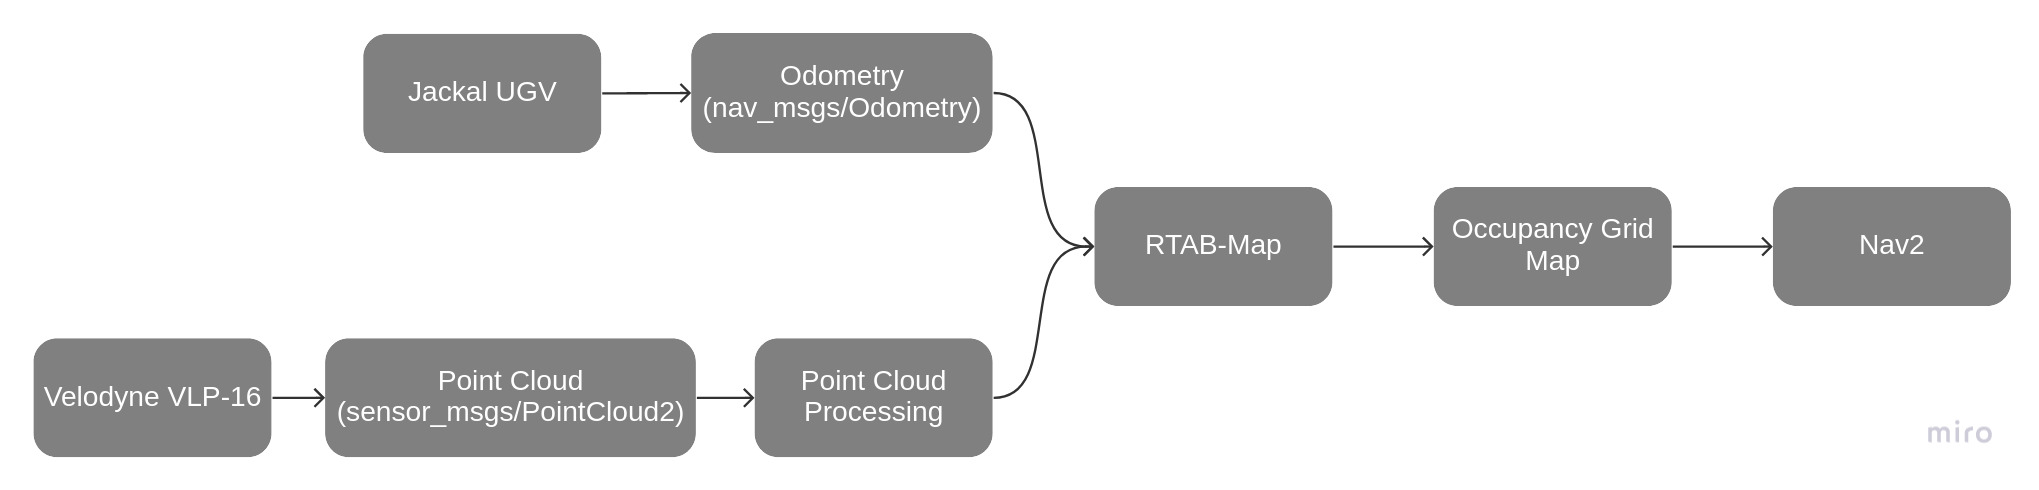 Jackal UGV
Odometry
(nav_msgs/Odometry)
RTAB-Map
Occupancy Grid
Map
Nav2
Velodyne VLP-16
Point Cloud
(sensor_msgs/PointCloud2)
Point Cloud
Processing
miro